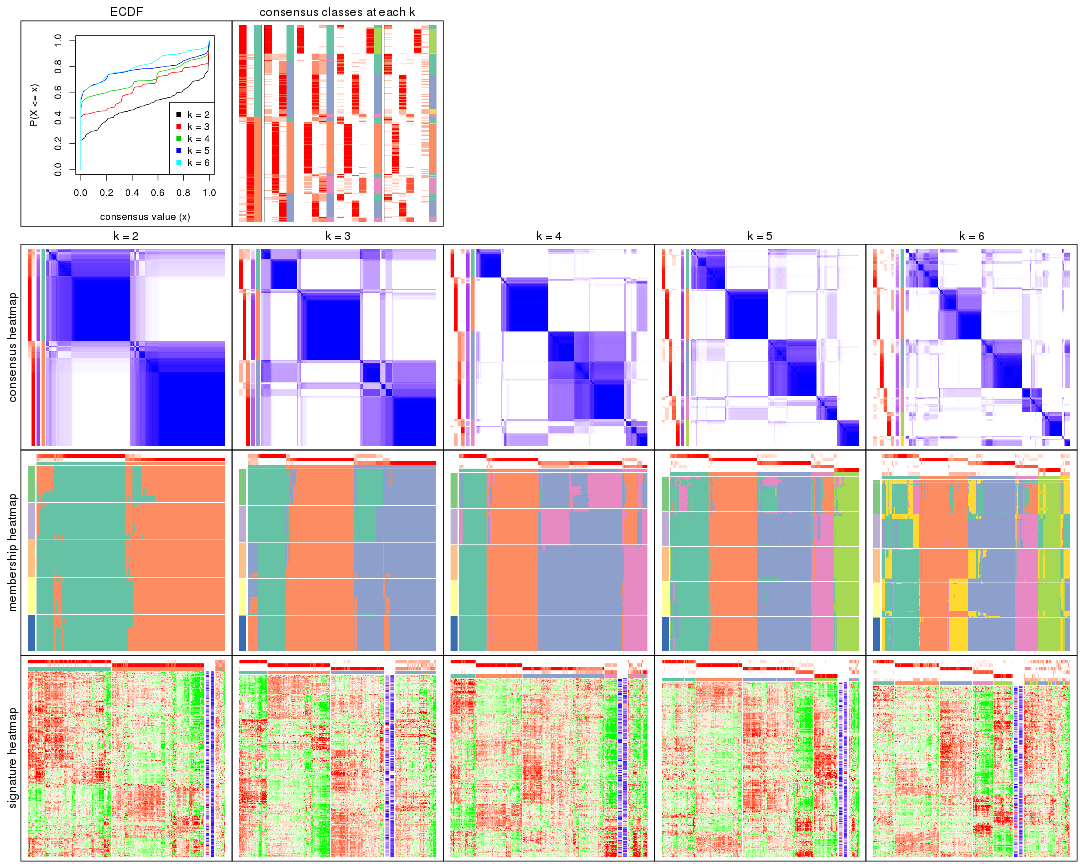 ECDF
consensus classes at each k
P(X <= x)
0.0 0.2 0.4 0.6 0.8 1.0
k = 2
k = 3
k = 4
k = 5
k = 6
0.0 0.2 0.4 0.6 0.8 1.0
consensus value (x)
k = 2 k = 3 k = 4 k = 5 k = 6
consensus heatmap
membership heatmap
signature heatmap